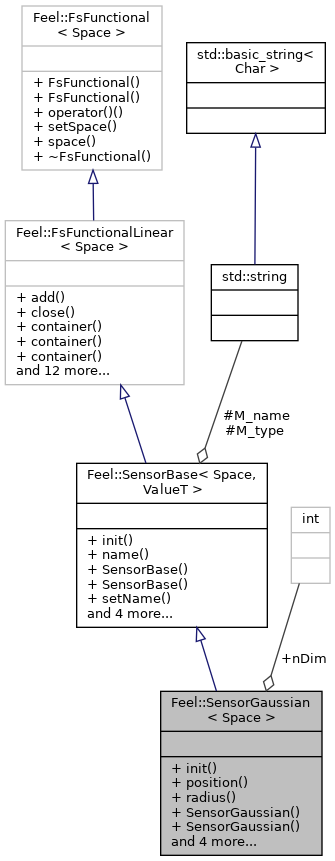 Feel::FsFunctional
< Space >
+ FsFunctional()
+ FsFunctional()
+ operator()()
+ setSpace()
+ space()
+ ~FsFunctional()
std::basic_string<
Char >
Feel::FsFunctionalLinear
< Space >
+ add()
+ close()
+ container()
+ container()
+ container()
and 12 more...
std::string
#M_name
#M_type
Feel::SensorBase< Space,
ValueT >
+ init()
+ name()
+ SensorBase()
+ SensorBase()
+ setName()
and 4 more...
int
+nDim
Feel::SensorGaussian
< Space >
+ init()
+ position()
+ radius()
+ SensorGaussian()
+ SensorGaussian()
and 4 more...